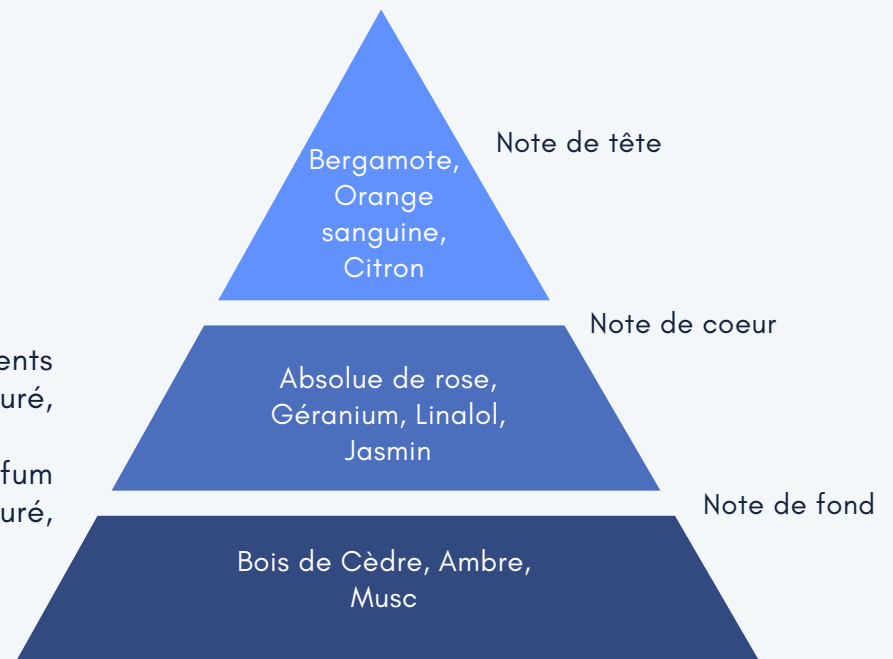 Note de tête
Bergamote,
Orange
sanguine,
Citron
Note de coeur
Absolue de rose,
Géranium, Linalol,
Jasmin
Note de fond
Bois de Cèdre, Ambre,
Musc